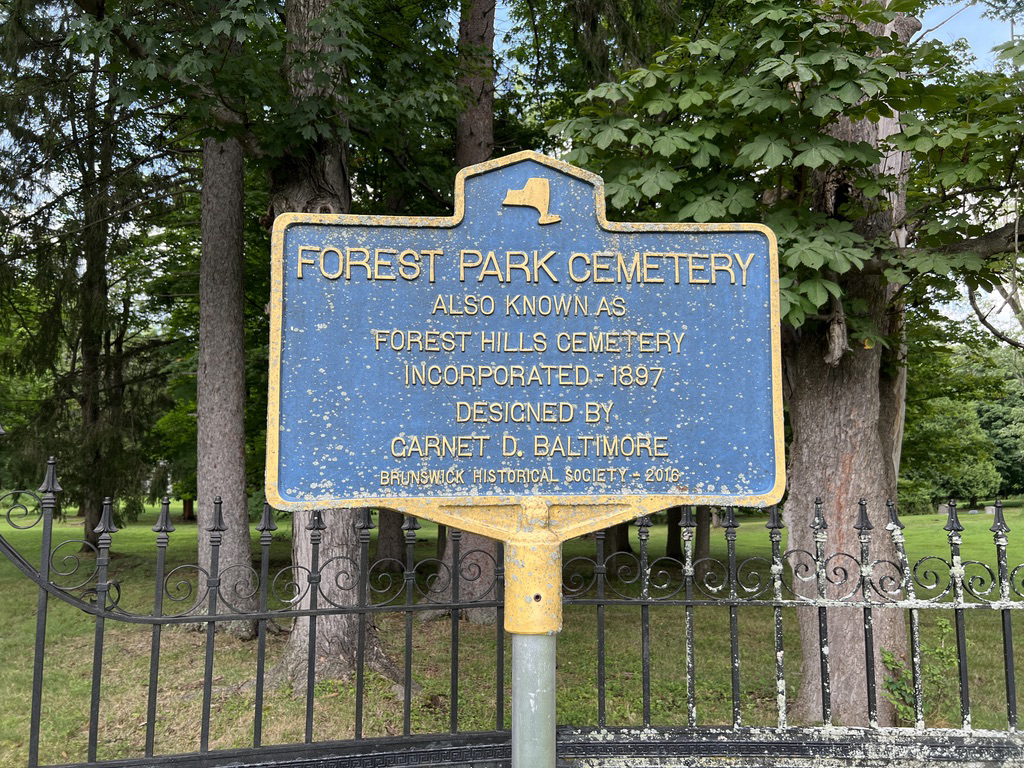 FOREST PARK CEMETERY
ALSO KNOWN AS
FOREST HILLS CEMETERY
INCORPORATED - 1897
DESIGNED BY
GARNET D. BALTIMORE
BRUNSWICK HISTORICAL SOCIETY - 2016